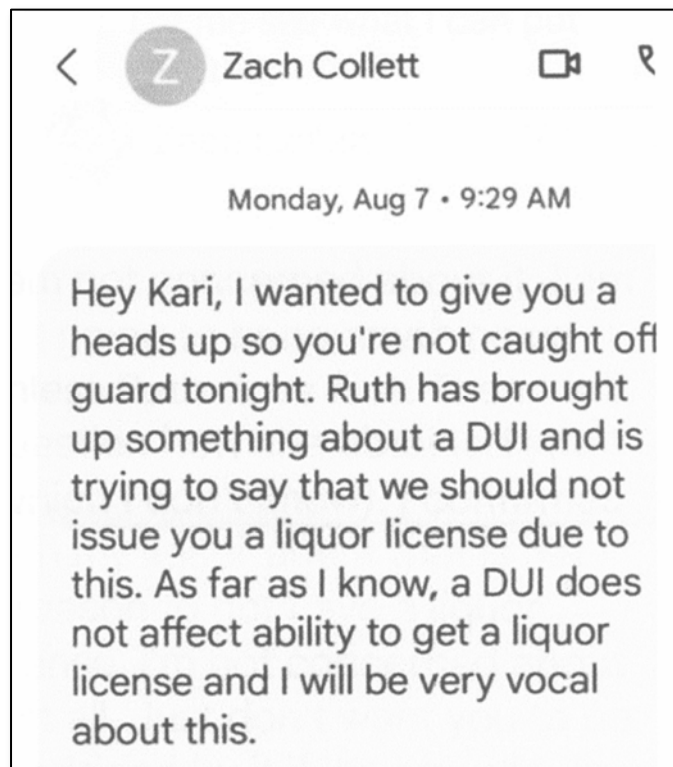 Z Zach Collett
Monday, Aug 7 • 9:29 AM
Hey Kari, I wanted to give you a
heads up so you're not caught off
guard tonight. Ruth has brought
up something about a DUI and is
trying to say that we should not
issue you a liquor license due to
this. As far as I know, a DUI does
not affect ability to get a liquor
license and I will be very vocal
about this.